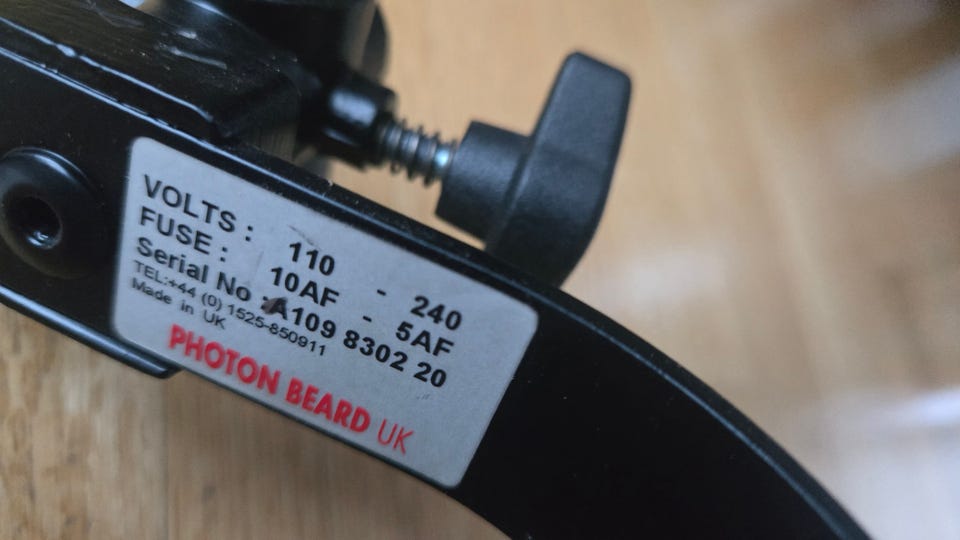 VOLTS : 110 - 240
FUSE : 10AF - 5AF
Serial No :A109 8302 20
TEL:+44 (0) 1525-850911
Made in UK
PHOTON BEARD UK